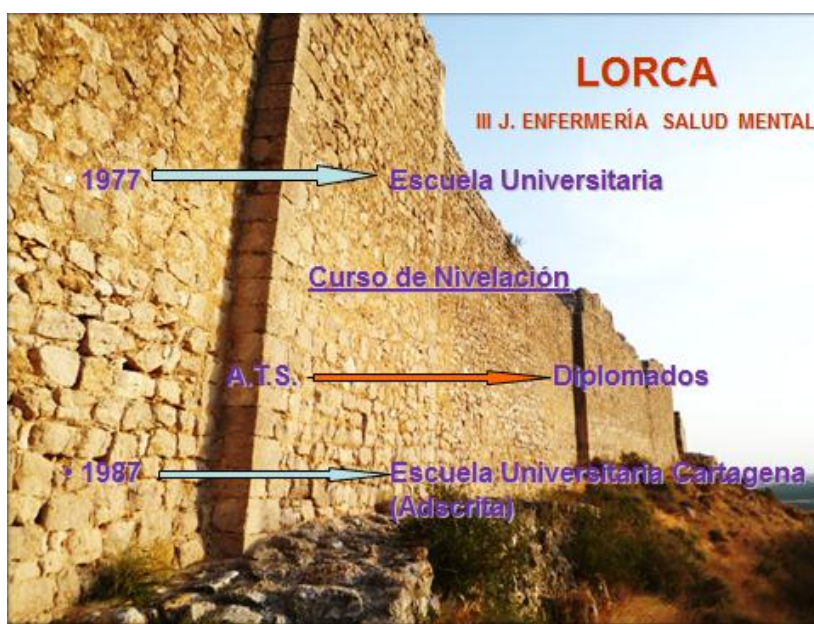 LORCA
III J. ENFERMERÍA SALUD MENTAL
• 1977 Escuela Universitaria
Curso de Nivelación
A.T.S. Diplomados
• 1987 Escuela Universitaria Cartagena
(Adscrita)